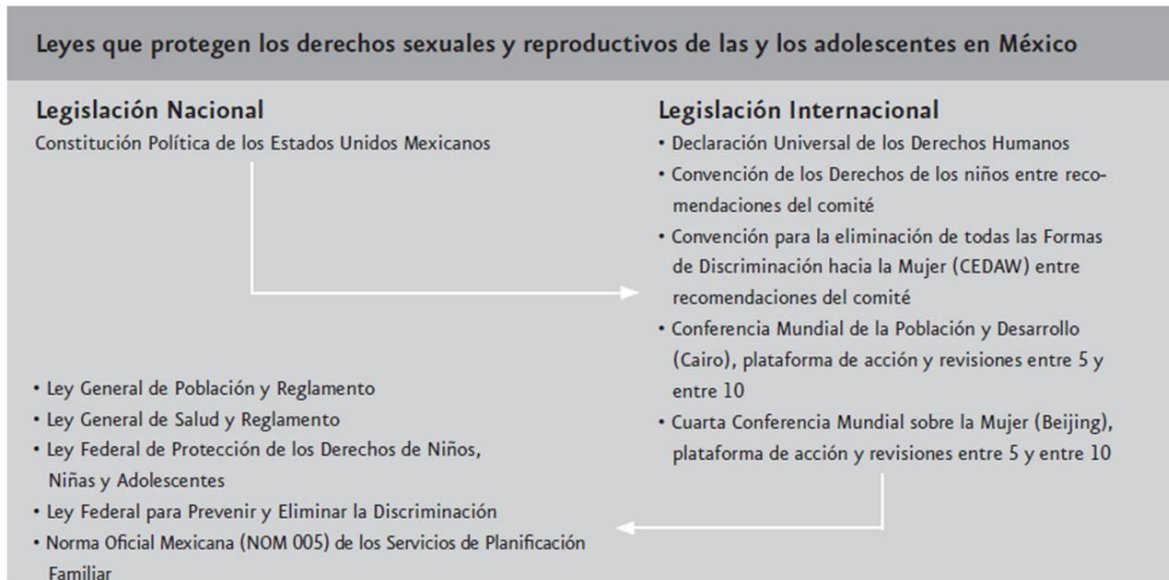 Leyes que protegen los derechos sexuales y reproductivos de las y los adolescentes en México
Legislación Nacional
Constitución Política de los Estados Unidos Mexicanos
Legislación Internacional
• Declaración Universal de los Derechos Humanos
• Convención de los Derechos de los niños entre reco-
mendaciones del comité
• Convención para la eliminación de todas las Formas
de Discriminación hacia la Mujer (CEDAW) entre
recomendaciones del comité
• Conferencia Mundial de la Población y Desarrollo
(Cairo), plataforma de acción y revisiones entre 5 y
entre 10
• Cuarta Conferencia Mundial sobre la Mujer (Beijing),
plataforma de acción y revisiones entre 5 y entre 10
• Ley General de Población y Reglamento
• Ley General de Salud y Reglamento
• Ley Federal de Protección de los Derechos de Niños,
Niñas y Adolescentes
• Ley Federal para Prevenir y Eliminar la Discriminación
• Norma Oficial Mexicana (NOM 005) de los Servicios de Planificación
Familiar